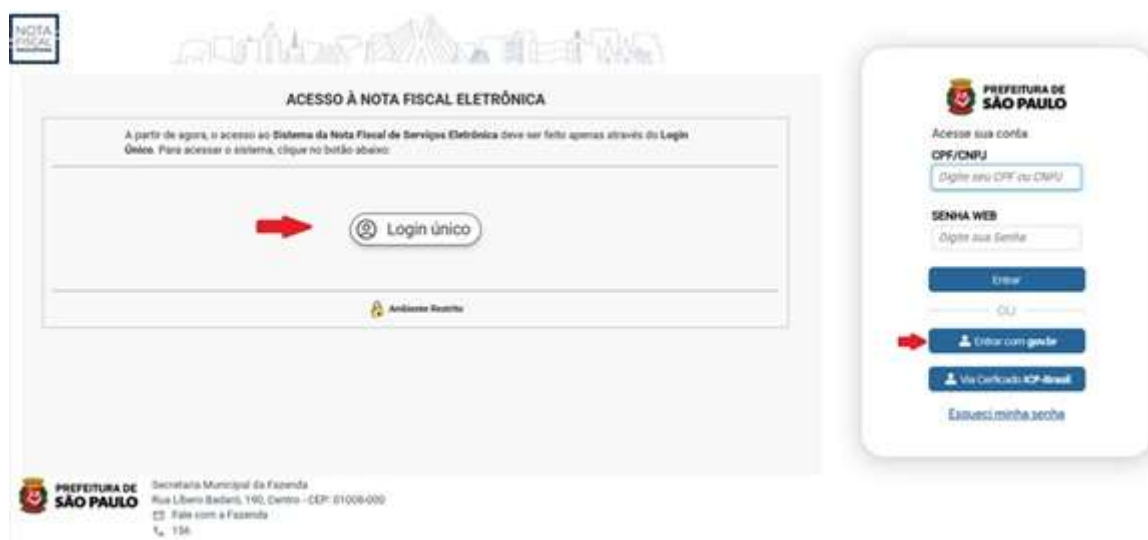 NOTA
FISCAL
ACESSO À NOTA FISCAL ELETRÔNICA
A partir de agora, o acesso ao Sistema da Nota Fiscal de Serviços Eletrônica deve ser feito apenas através do Login
Único. Para acessar o sistema, clique no botão abaixo:
Login único
Ambiente Restrito
PREFEITURA DE
SÃO PAULO
Secretaria Municipal da Fazenda
Rua Líbero Badaró, 190, Centro - CEP: 01008-000
Fale com a Fazenda
156
PREFEITURA DE
SÃO PAULO
Acesse sua conta
CPF/CNPJ
Digite seu CPF ou CNPJ
SENHA WEB
Digite sua Senha
Entrar
OU
Entrar com gov.br
Via Cerficado ICP-Brasil
Esqueci minha senha